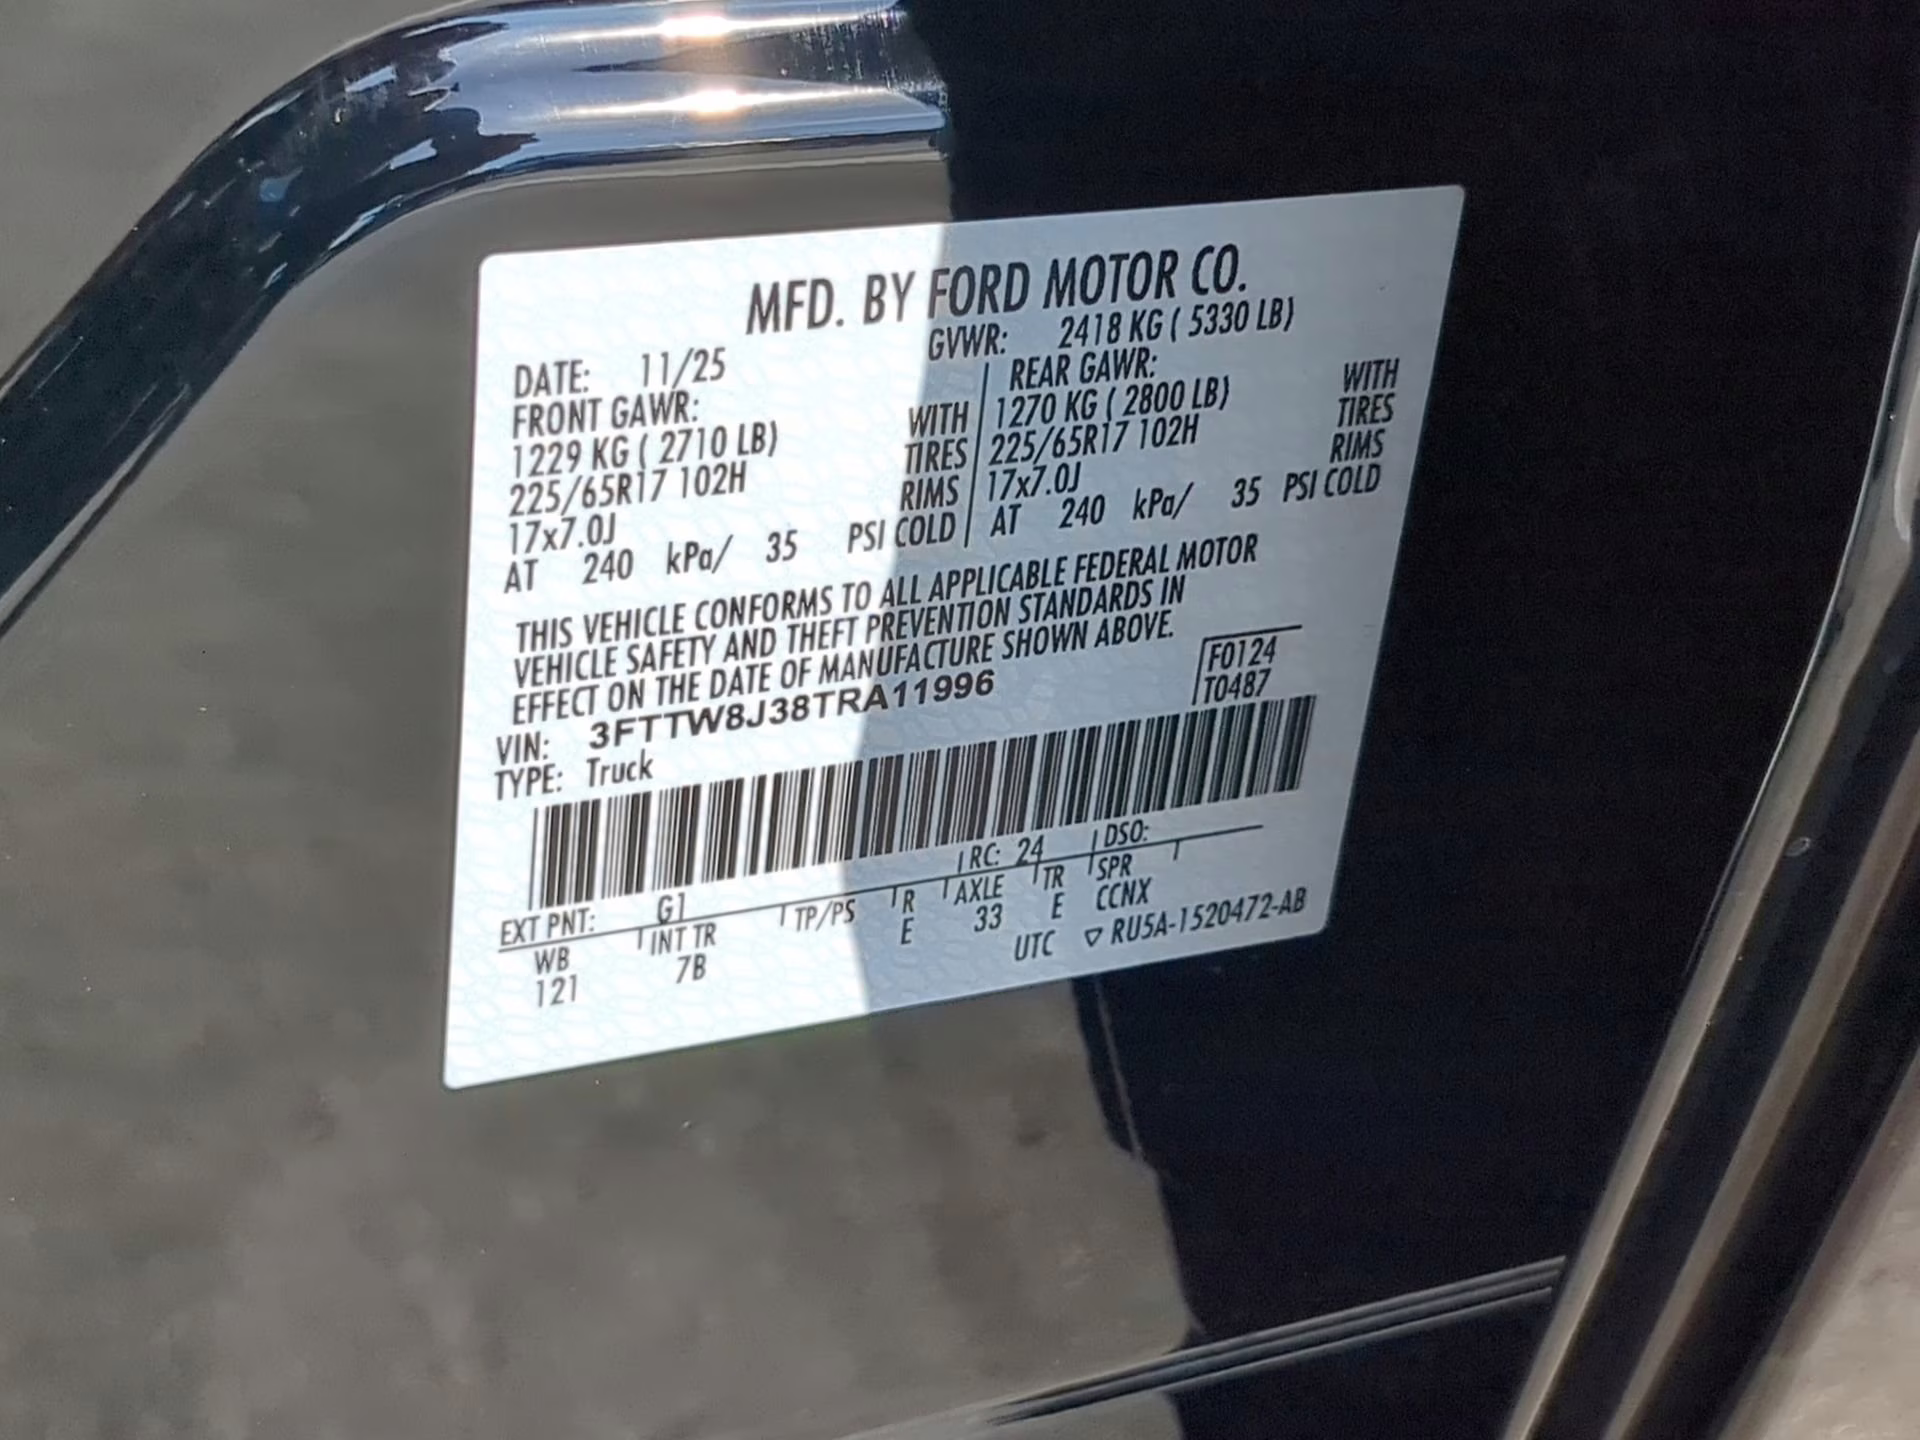 MFD. BY FORD MOTOR CO.
DATE: 11/25 GVWR: 2418 KG ( 5330 LB)
FRONT GAWR: REAR GAWR:
1229 KG ( 2710 LB) WITH 1270 KG ( 2800 LB) WITH
225/65R17 102H TIRES 225/65R17 102H TIRES
17x7.0J RIMS 17x7.0J RIMS
AT 240 kPa/ 35 PSI COLD AT 240 kPa/ 35 PSI COLD
THIS VEHICLE CONFORMS TO ALL APPLICABLE FEDERAL MOTOR
VEHICLE SAFETY AND THEFT PREVENTION STANDARDS IN
EFFECT ON THE DATE OF MANUFACTURE SHOWN ABOVE.
F0124
VIN: 3FTTW8J38TRA11996 T0487
TYPE: Truck
EXT PNT: G1 RC: 24 DSO:
WB INT TR TP/PS R AXLE TR SPR
121 7B E 33 E CCNX
UTC ▽ RU5A-1520472-AB